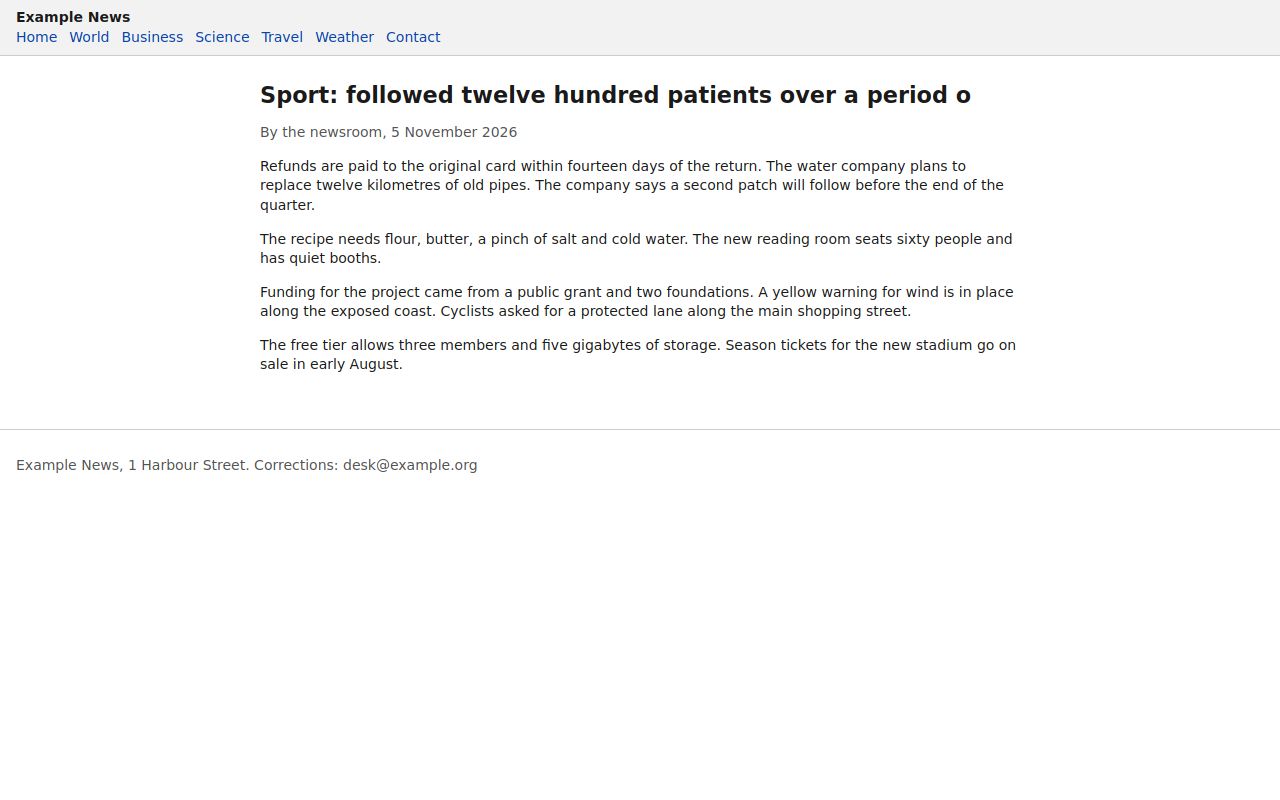 Example News
Home World Business Science Travel Weather Contact
Sport: followed twelve hundred patients over a period o
By the newsroom, 5 November 2026
Refunds are paid to the original card within fourteen days of the return. The water company plans to
replace twelve kilometres of old pipes. The company says a second patch will follow before the end of the
quarter.
The recipe needs flour, butter, a pinch of salt and cold water. The new reading room seats sixty people and
has quiet booths.
Funding for the project came from a public grant and two foundations. A yellow warning for wind is in place
along the exposed coast. Cyclists asked for a protected lane along the main shopping street.
The free tier allows three members and five gigabytes of storage. Season tickets for the new stadium go on
sale in early August.
Example News, 1 Harbour Street. Corrections: desk@example.org